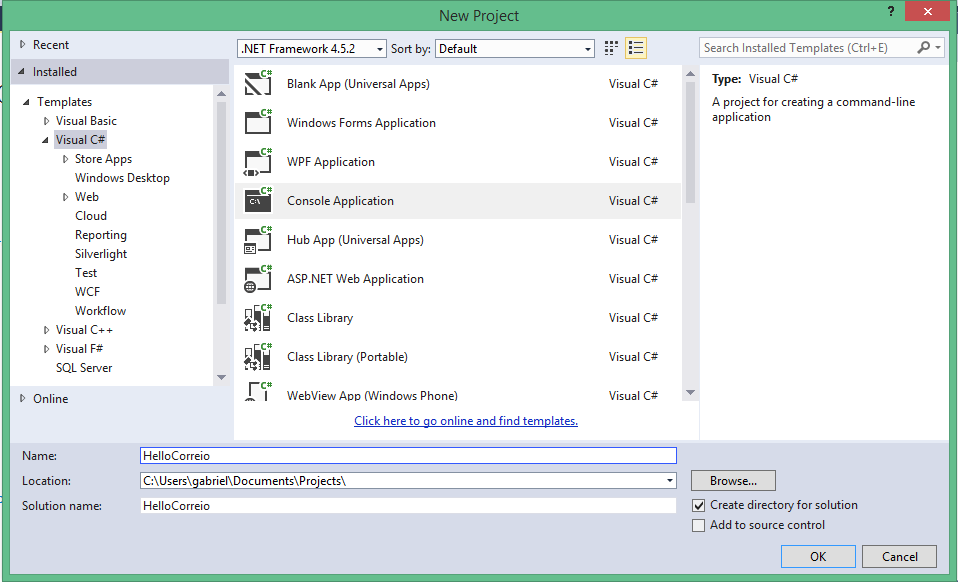 New Project
?
Recent
Installed
Templates
Visual Basic
Visual C#
Store Apps
Windows Desktop
Web
Cloud
Reporting
Silverlight
Test
WCF
Workflow
Visual C++
Visual F#
SQL Server
Online
.NET Framework 4.5.2 Sort by: Default
Blank App (Universal Apps) Visual C#
Windows Forms Application Visual C#
WPF Application Visual C#
Console Application Visual C#
Hub App (Universal Apps) Visual C#
ASP.NET Web Application Visual C#
Class Library Visual C#
Class Library (Portable) Visual C#
WebView App (Windows Phone) Visual C#
Click here to go online and find templates.
Search Installed Templates (Ctrl+E)
Type: Visual C#
A project for creating a command-line
application
Name: HelloCorreio
Location: C:\Users\gabriel\Documents\Projects\
Browse...
Solution name: HelloCorreio
Create directory for solution
Add to source control
OK Cancel